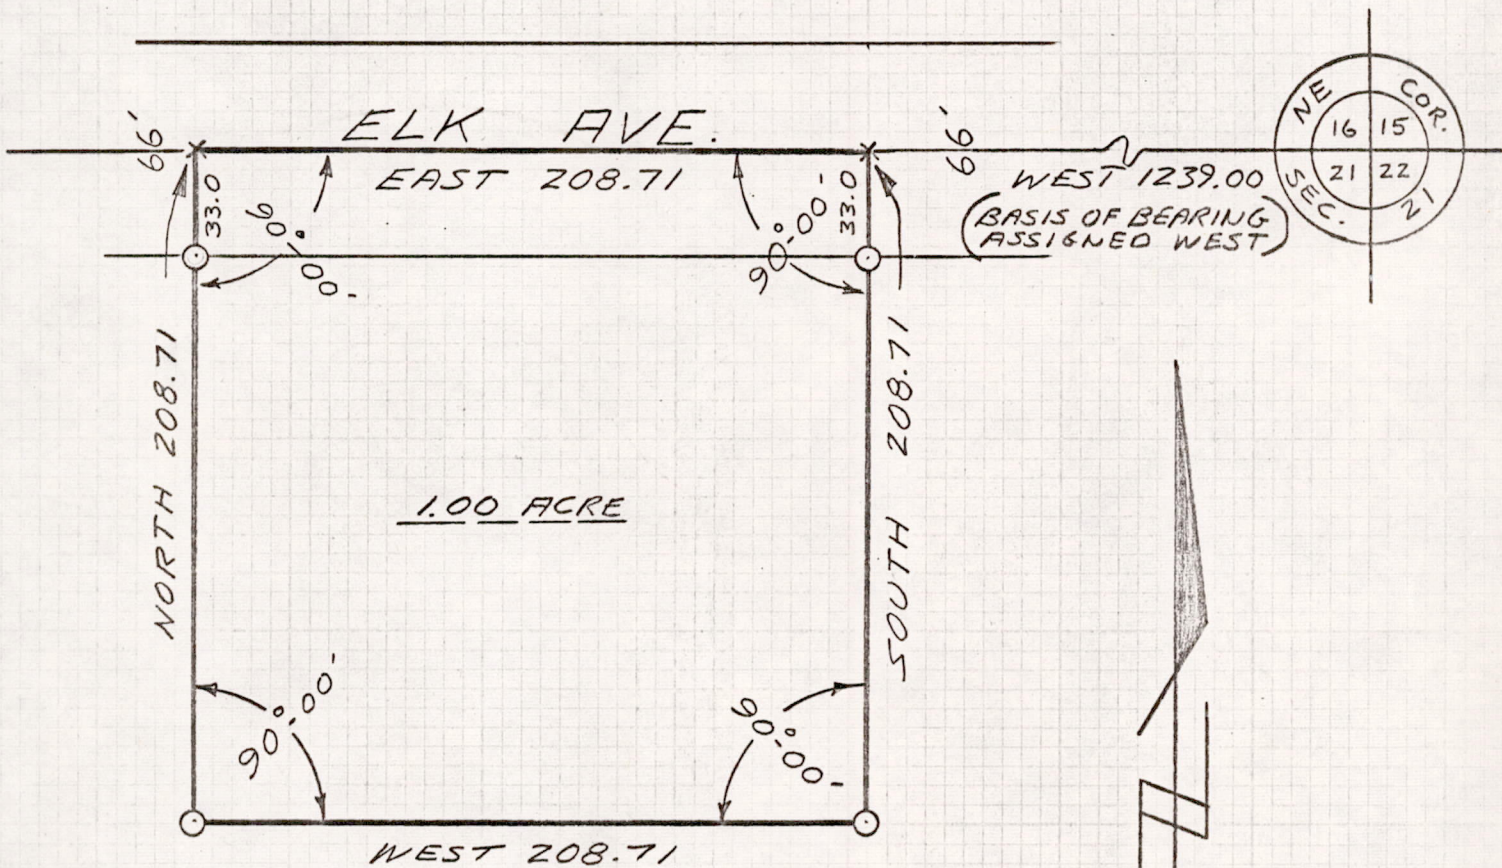 ELK AVE.
66'
66'
EAST 208.71
33.0
33.0
90°-00'
90°-00'
WEST 1239.00
(BASIS OF BEARING
ASSIGNED WEST)
NE COR.
16 15
21 22
SEC. 21
NORTH 208.71
SOUTH 208.71
1.00 ACRE
90°-00'
90°-00'
WEST 208.71
N